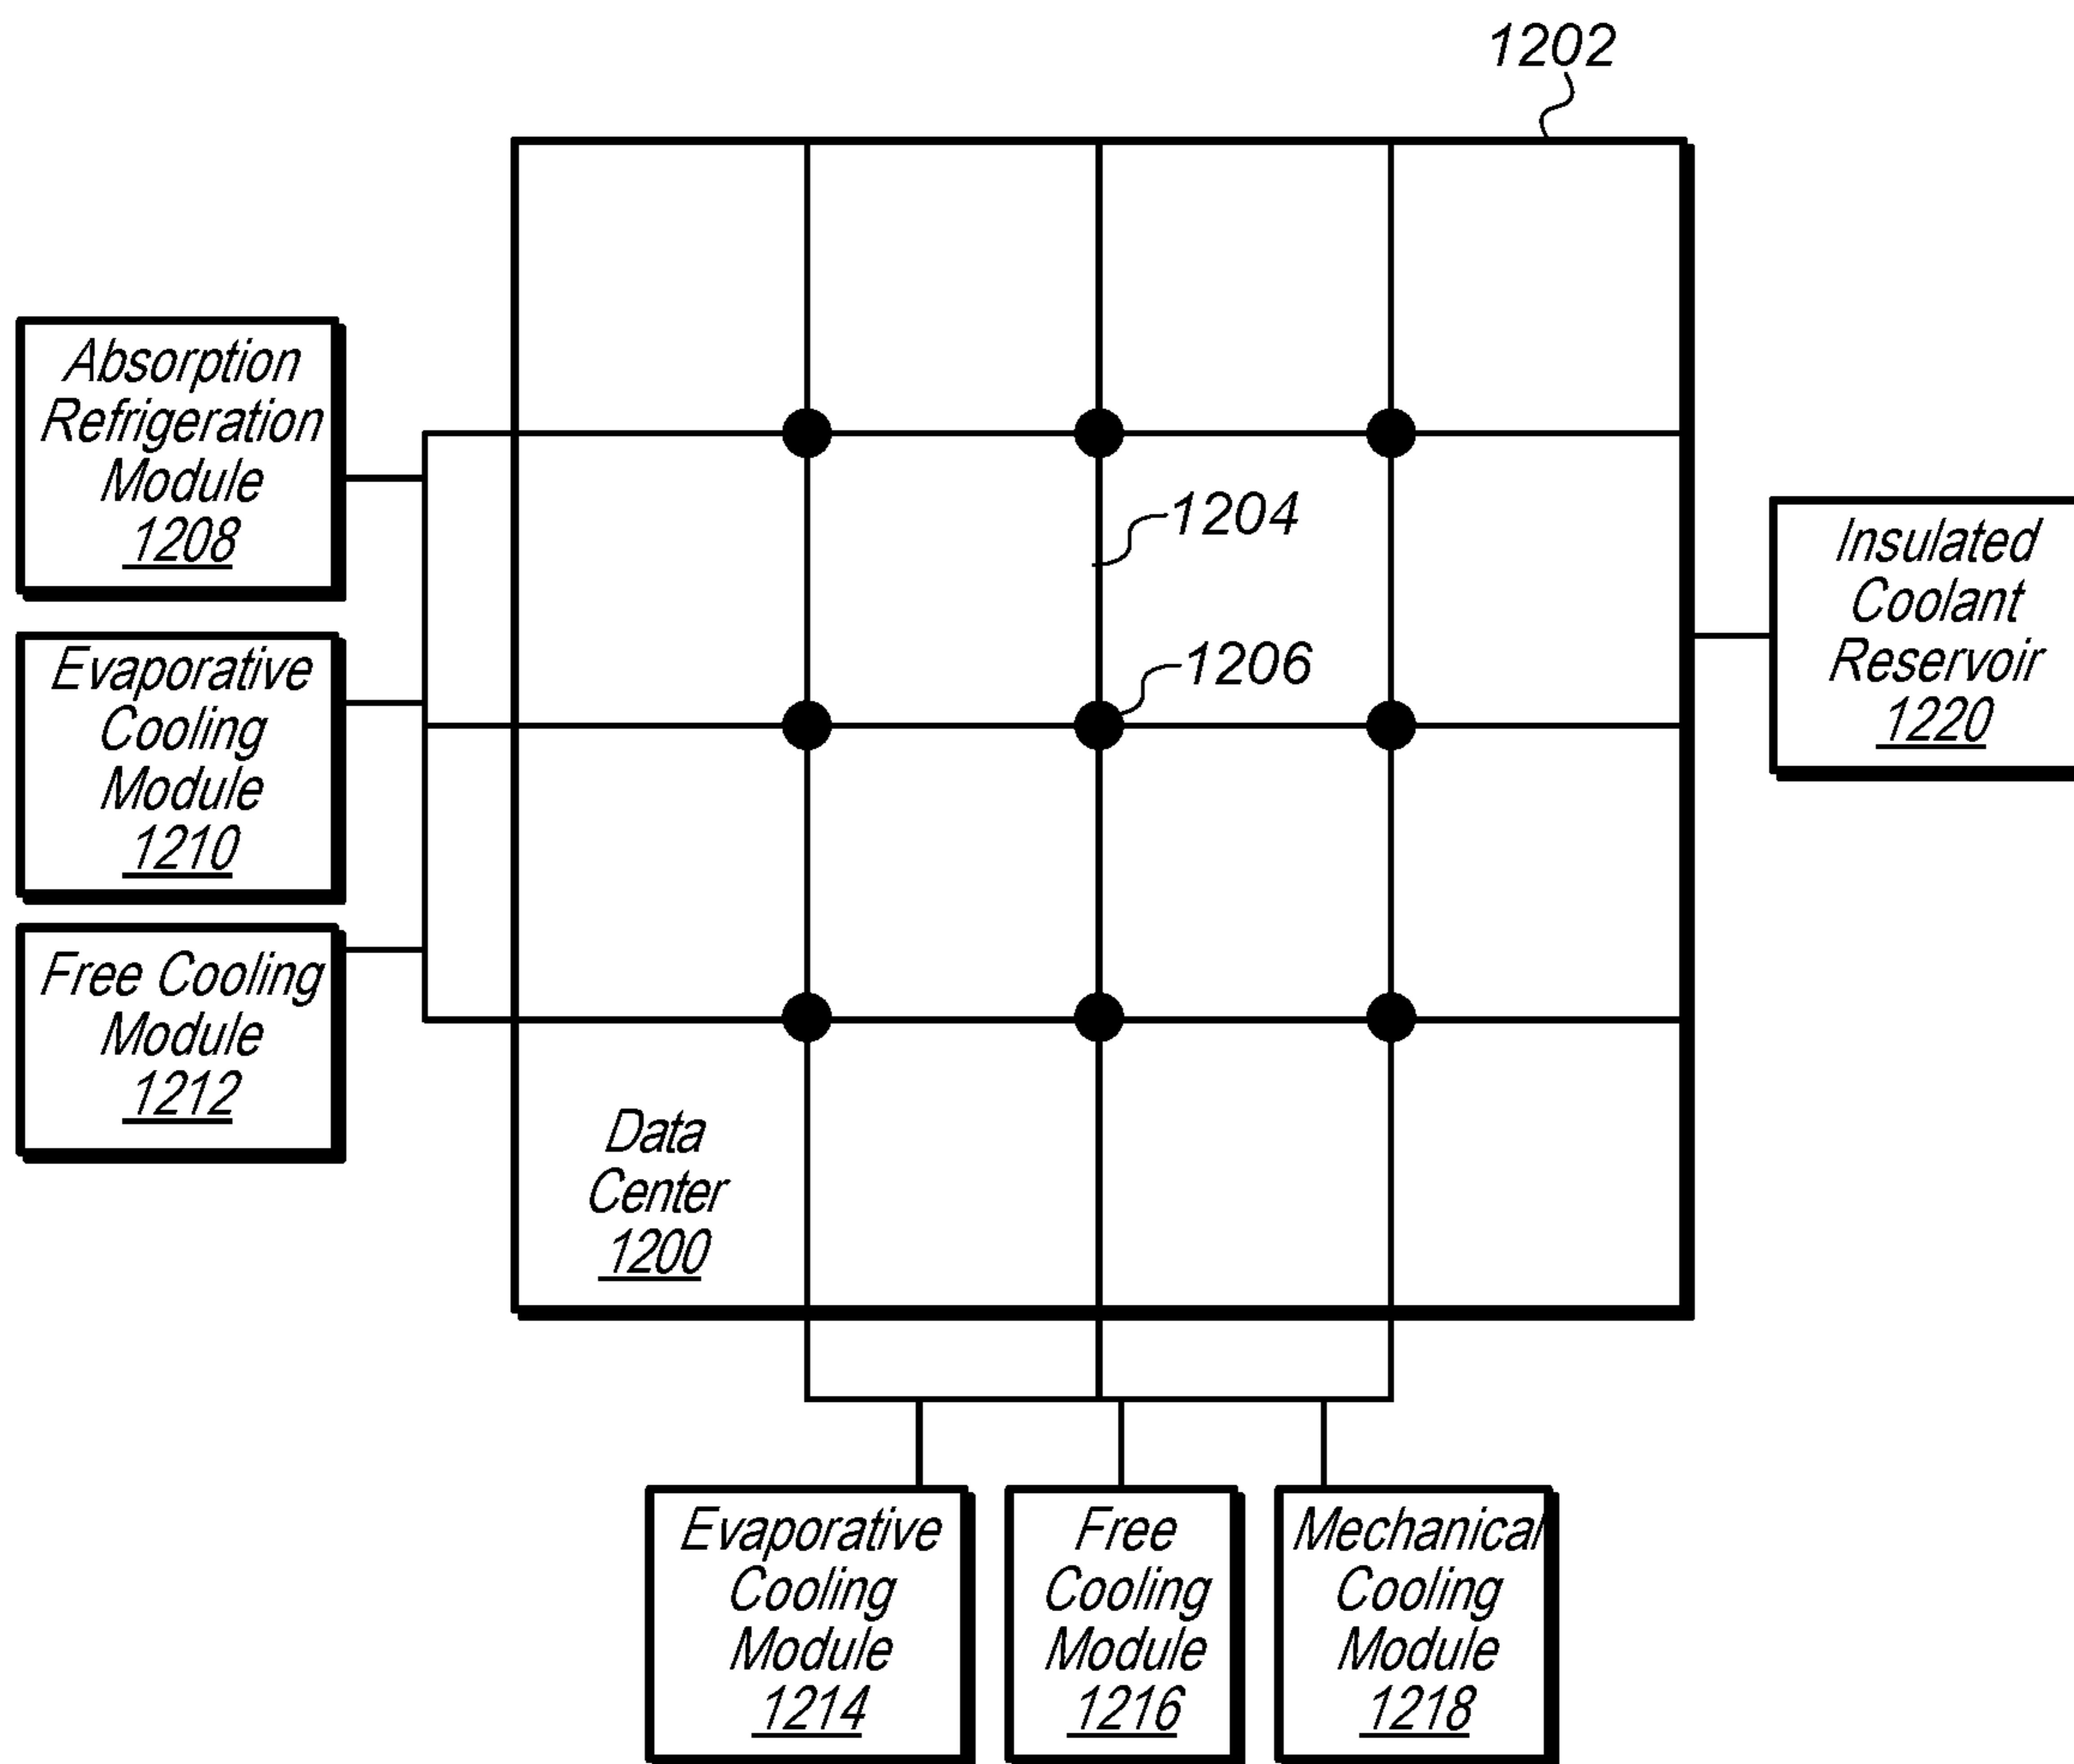 1202
Absorption
Refrigeration
Module
1208
1204
Insulated
Coolant
Reservoir
1220
Evaporative
Cooling
Module
1210
1206
Free Cooling
Module
1212
Data
Center
1200
Evaporative
Cooling
Module
1214
Free
Cooling
Module
1216
Mechanical
Cooling
Module
1218